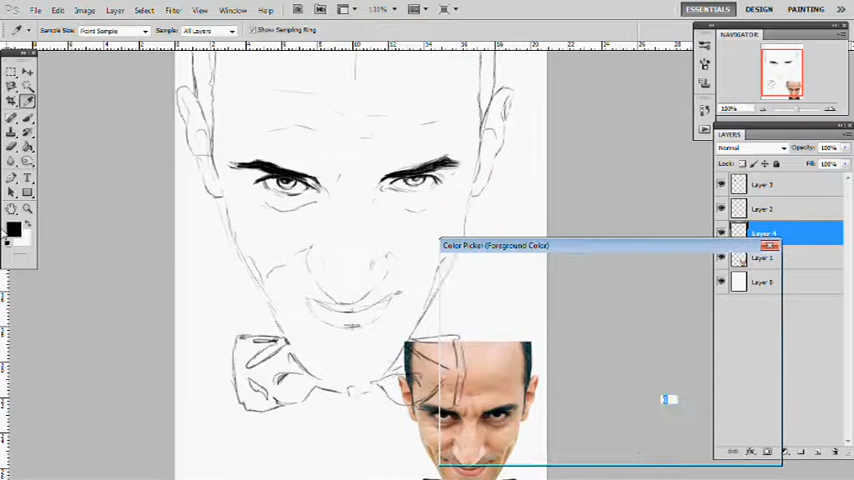 File Edit Image Layer Select Filter View Window Help 133% ESSENTIALS DESIGN PAINTING
Sample Size: Point Sample Sample: All Layers Show Sampling Ring
NAVIGATOR
100%
LAYERS
Normal Opacity: 100%
Lock: Fill: 100%
Layer 3
Layer 2
Layer 4
Color Picker (Foreground Color)
Layer 1
Layer 0